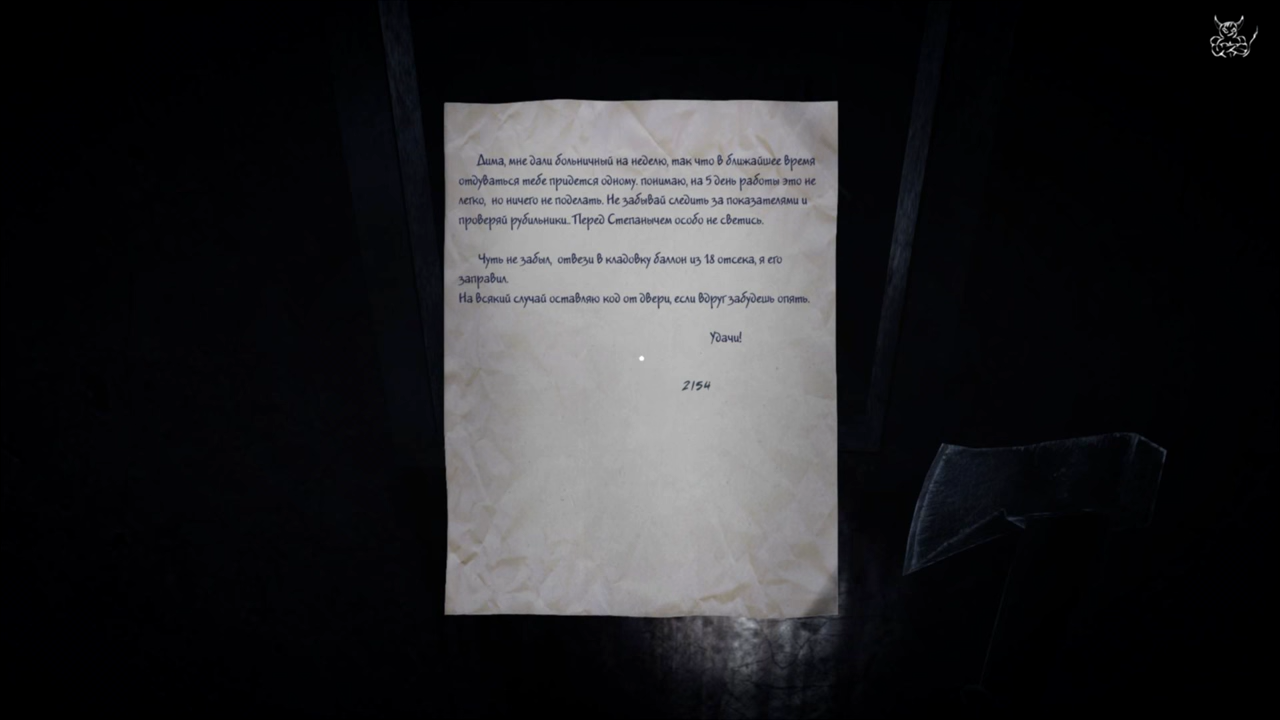 Дима, мне дали больничный на неделю, так что в ближайшее время
отдуваться тебе придется одному. понимаю, на 5 день работы это не
легко, но ничего не поделать. Не забывай следить за показателями и
проверяй рубильники.. Перед Степанычем особо не светись.
Чуть не забыл, отвези в кладовку баллон из 18 отсека, я его
заправил.
На всякий случай оставляю код от двери, если вдруг забудешь опять.
Удачи!
2154